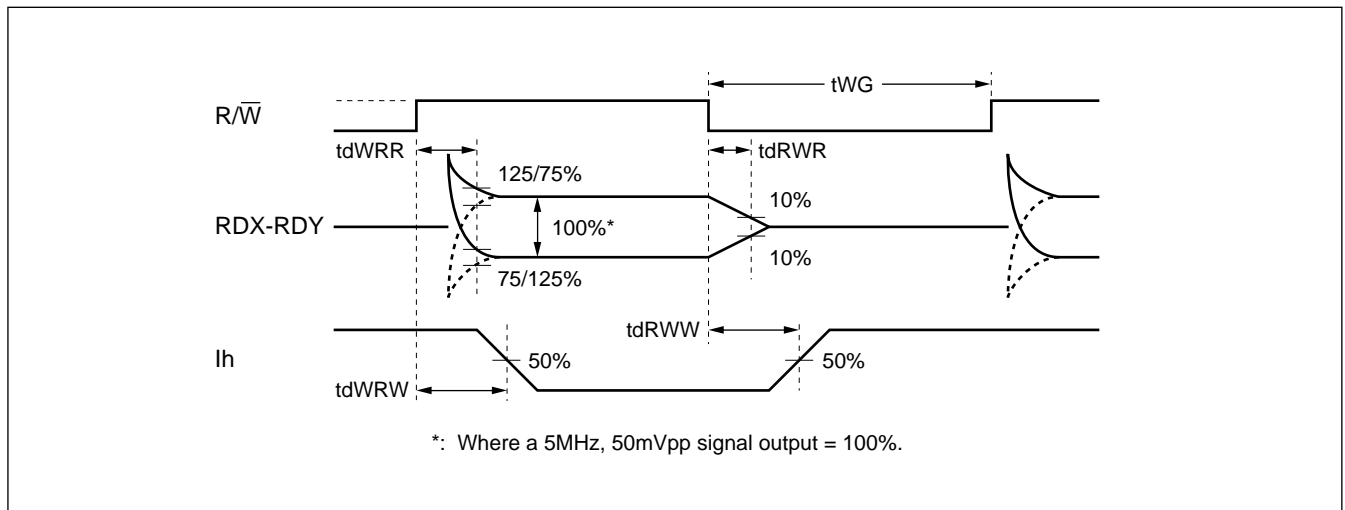 tWG
R/W̅
tdWRR
tdRWR
125/75%
10%
RDX-RDY
100%*
10%
75/125%
tdRWW
Ih
50%
50%
tdWRW
*: Where a 5MHz, 50mVpp signal output = 100%.